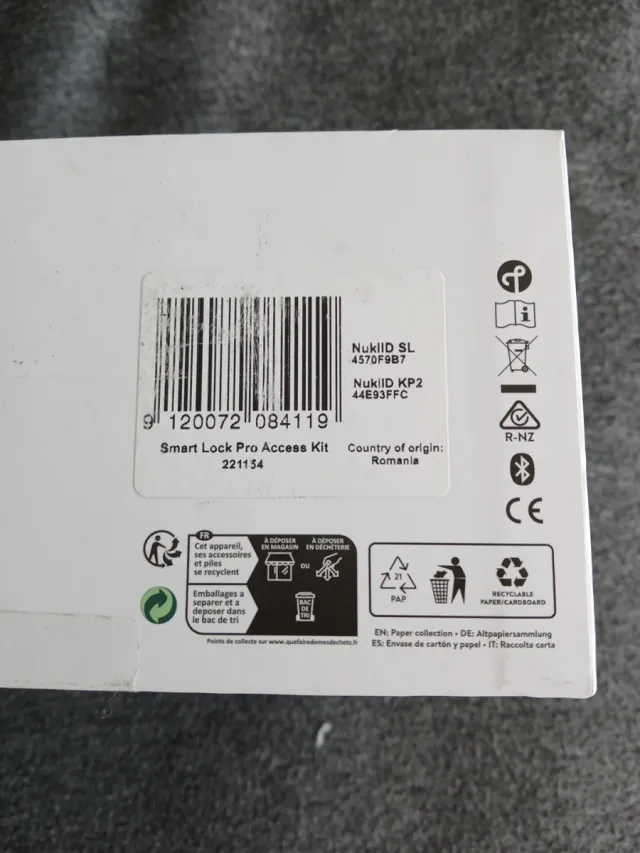 NukiID SL
4570F9B7
NukiID KP2
44E93FFC
9 120072 084119
Smart Lock Pro Access Kit
221154
Country of origin:
Romania
R-NZ
CE
FR
Cet appareil,
ses accessoires
et piles
se recyclent
À DÉPOSER
EN MAGASIN
OU
À DÉPOSER
EN DÉCHÈTERIE
Emballages a
separer et a
deposer dans
le bac de tri
BAC
DE
TRI
Points de collecte sur www.quefairedemesdechets.fr
21
PAP
RECYCLABLE
PAPER/CARDBOARD
EN: Paper collection • DE: Altpapiersammlung
ES: Envase de cartón y papel • IT: Raccolta carta